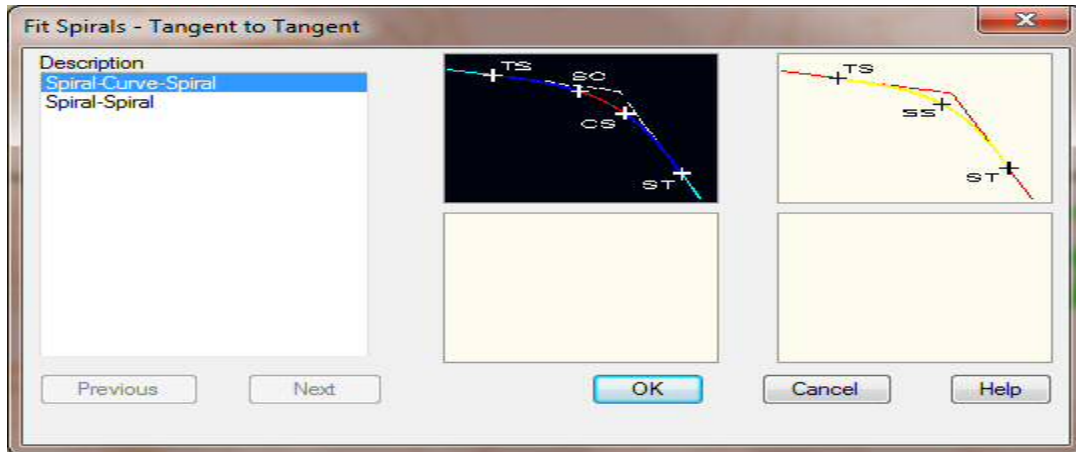 Fit Spirals - Tangent to Tangent
Description
Spiral-Curve-Spiral
Spiral-Spiral
TS
SC
CS
ST
TS
SS
ST
Previous
Next
OK
Cancel
Help